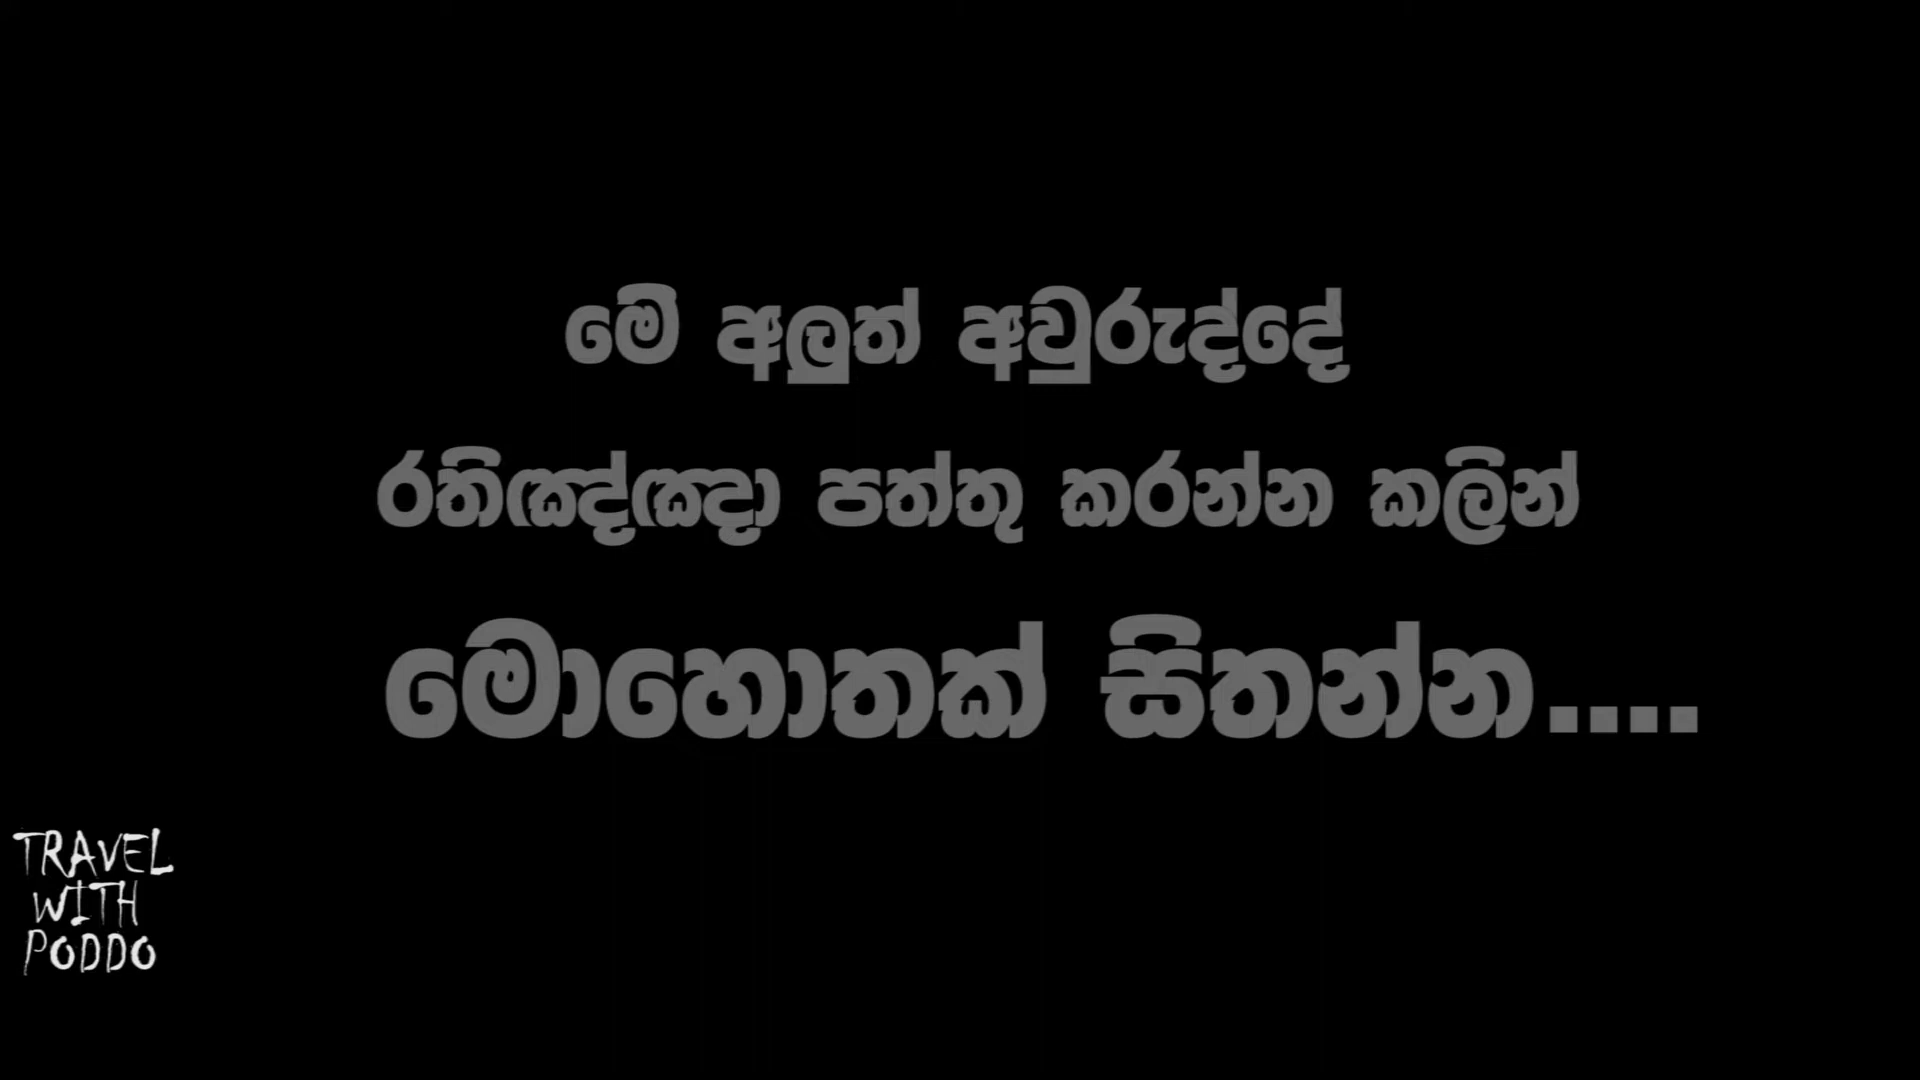 මේ අලුත් අවුරුද්දේ
රතිඤ්ඤා පත්තු කරන්න කලින්
මොහොතක් සිතන්න....
TRAVEL
WITH
PODDO